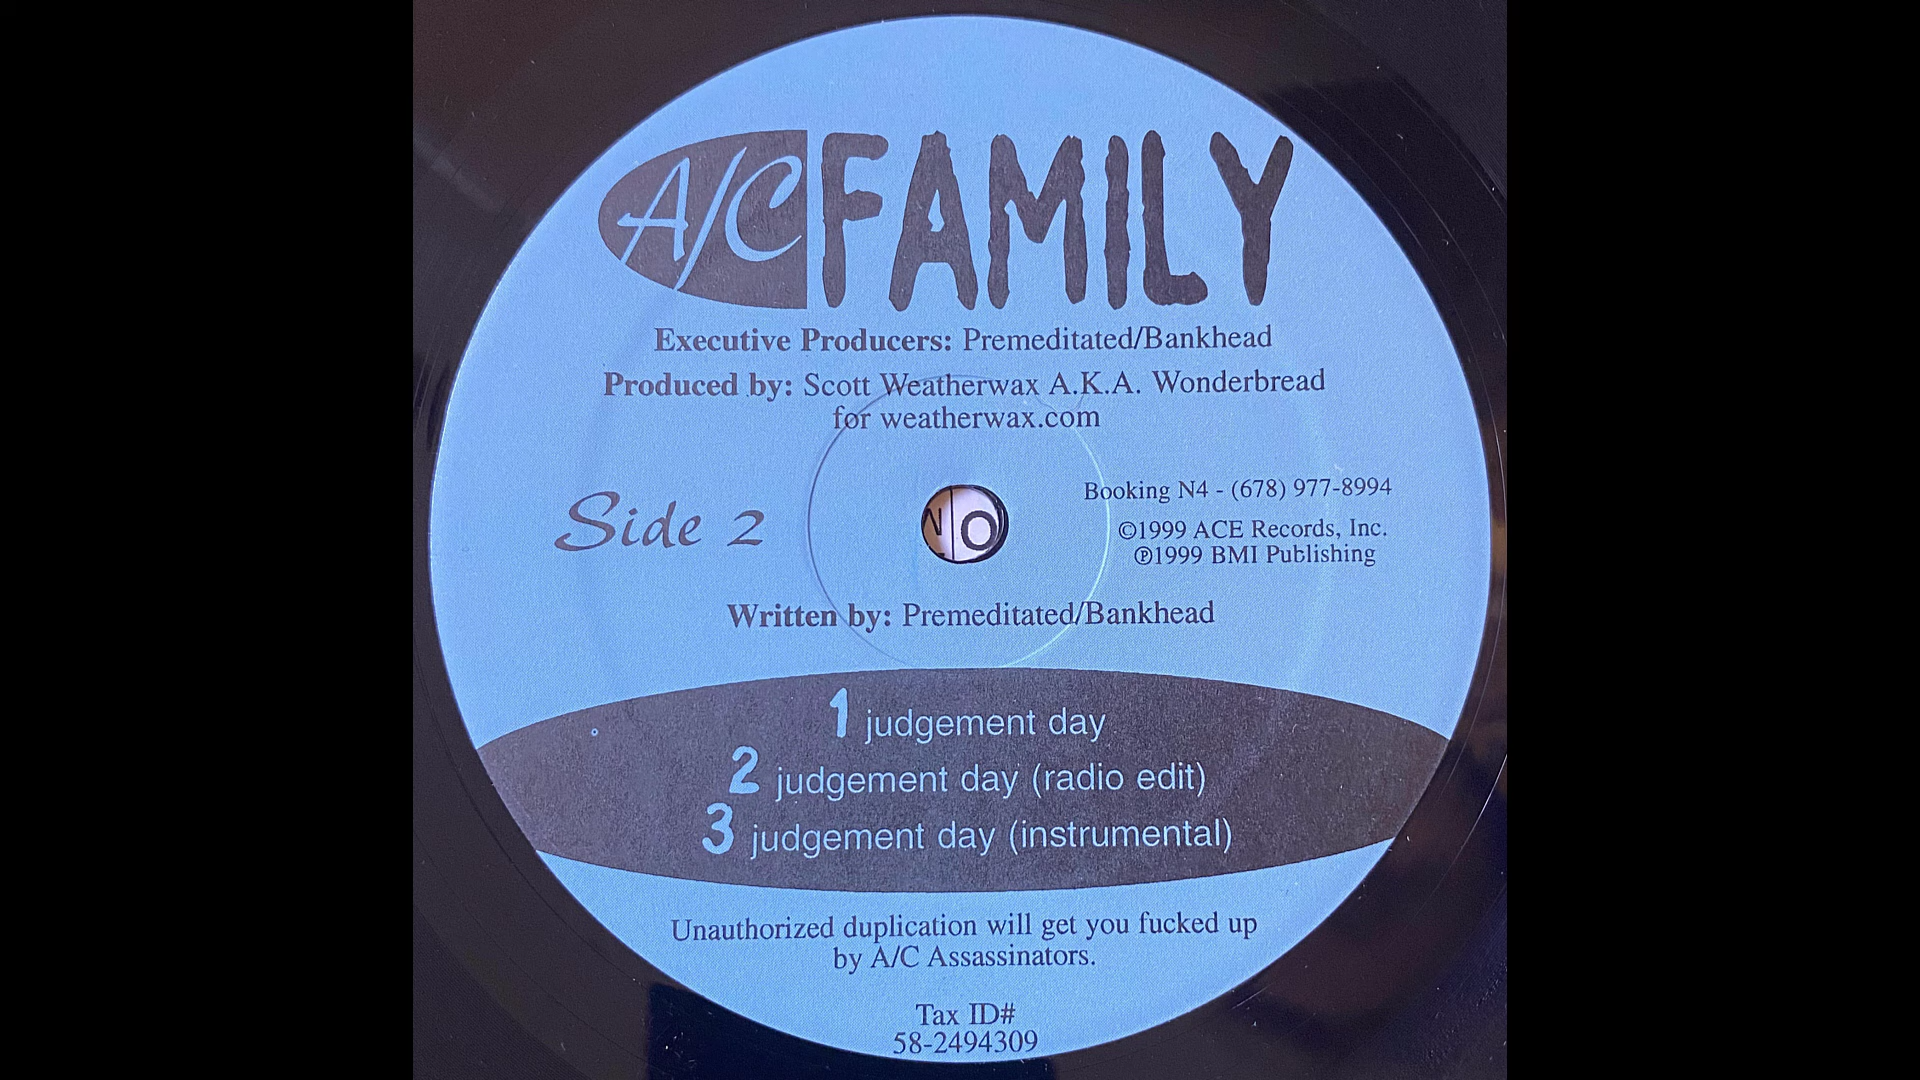 A/C FAMILY
Executive Producers: Premeditated/Bankhead
Produced by: Scott Weatherwax A.K.A. Wonderbread
for weatherwax.com
Side 2
Booking N4 - (678) 977-8994
©1999 ACE Records, Inc.
℗1999 BMI Publishing
N O
Written by: Premeditated/Bankhead
1 judgement day
2 judgement day (radio edit)
3 judgement day (instrumental)
Unauthorized duplication will get you fucked up
by A/C Assassinators.
Tax ID#
58-2494309